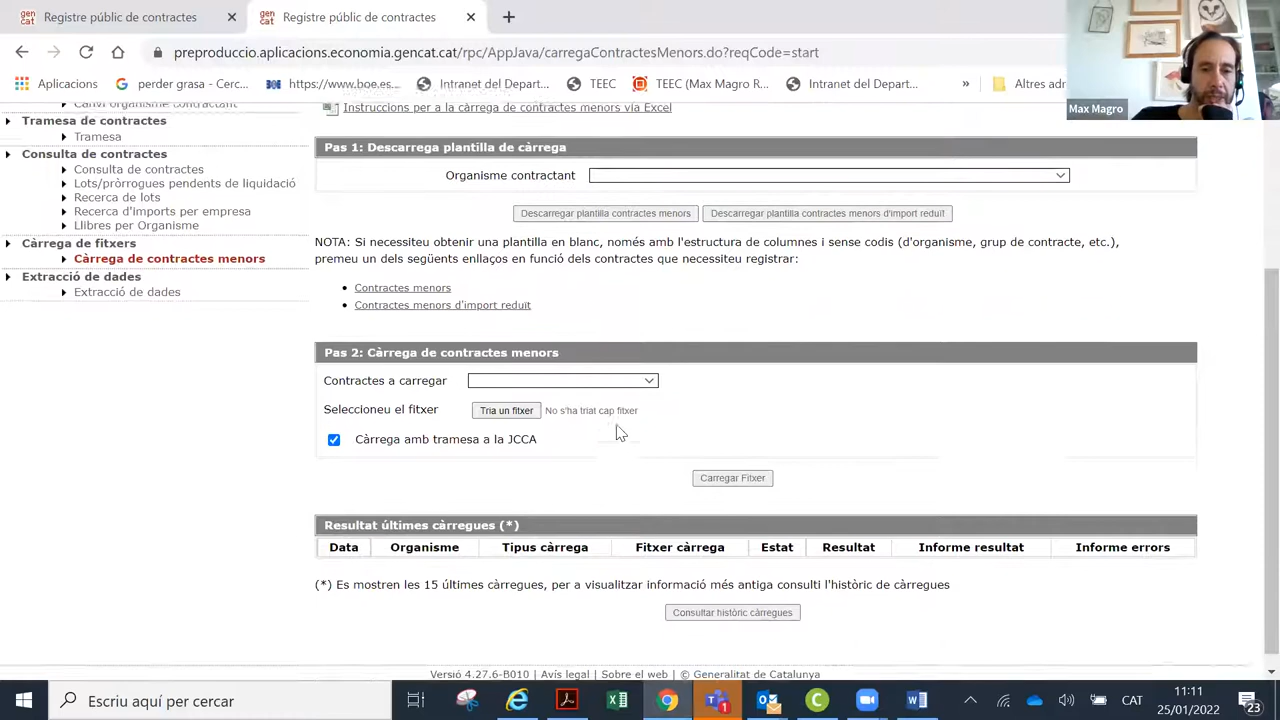 Registre públic de contractes
gen cat
Registre públic de contractes
preproduccio.aplicacions.economia.gencat.cat/rpc/AppJava/carregaContractesMenors.do?reqCode=start
Aplicacions
perder grasa - Cerc...
https://www.boe.es...
Intranet del Depart...
TEEC
TEEC (Max Magro R...
Intranet del Depart...
»
Altres adr
Max Magro
Canvi organisme contractant
Tramesa de contractes
Tramesa
Consulta de contractes
Consulta de contractes
Lots/pròrrogues pendents de liquidació
Recerca de lots
Recerca d'imports per empresa
Llibres per Organisme
Càrrega de fitxers
Càrrega de contractes menors
Extracció de dades
Extracció de dades
Instruccions per a la càrrega de contractes menors via Excel
Pas 1: Descarrega plantilla de càrrega
Organisme contractant
Descarregar plantilla contractes menors
Descarregar plantilla contractes menors d'import reduït
NOTA: Si necessiteu obtenir una plantilla en blanc, només amb l'estructura de columnes i sense codis (d'organisme, grup de contracte, etc.),
premeu un dels següents enllaços en funció dels contractes que necessiteu registrar:
Contractes menors
Contractes menors d'import reduït
Pas 2: Càrrega de contractes menors
Contractes a carregar
Seleccioneu el fitxer
Tria un fitxer
No s'ha triat cap fitxer
Càrrega amb tramesa a la JCCA
Carregar Fitxer
Resultat últimes càrregues (*)
Data Organisme Tipus càrrega Fitxer càrrega Estat Resultat Informe resultat Informe errors
(*) Es mostren les 15 últimes càrregues, per a visualitzar informació més antiga consulti l'històric de càrregues
Consultar històric càrregues
Versió 4.27.6-B010 | Avís legal | Sobre el web | © Generalitat de Catalunya
Escriu aquí per cercar
CAT
11:11
25/01/2022
23